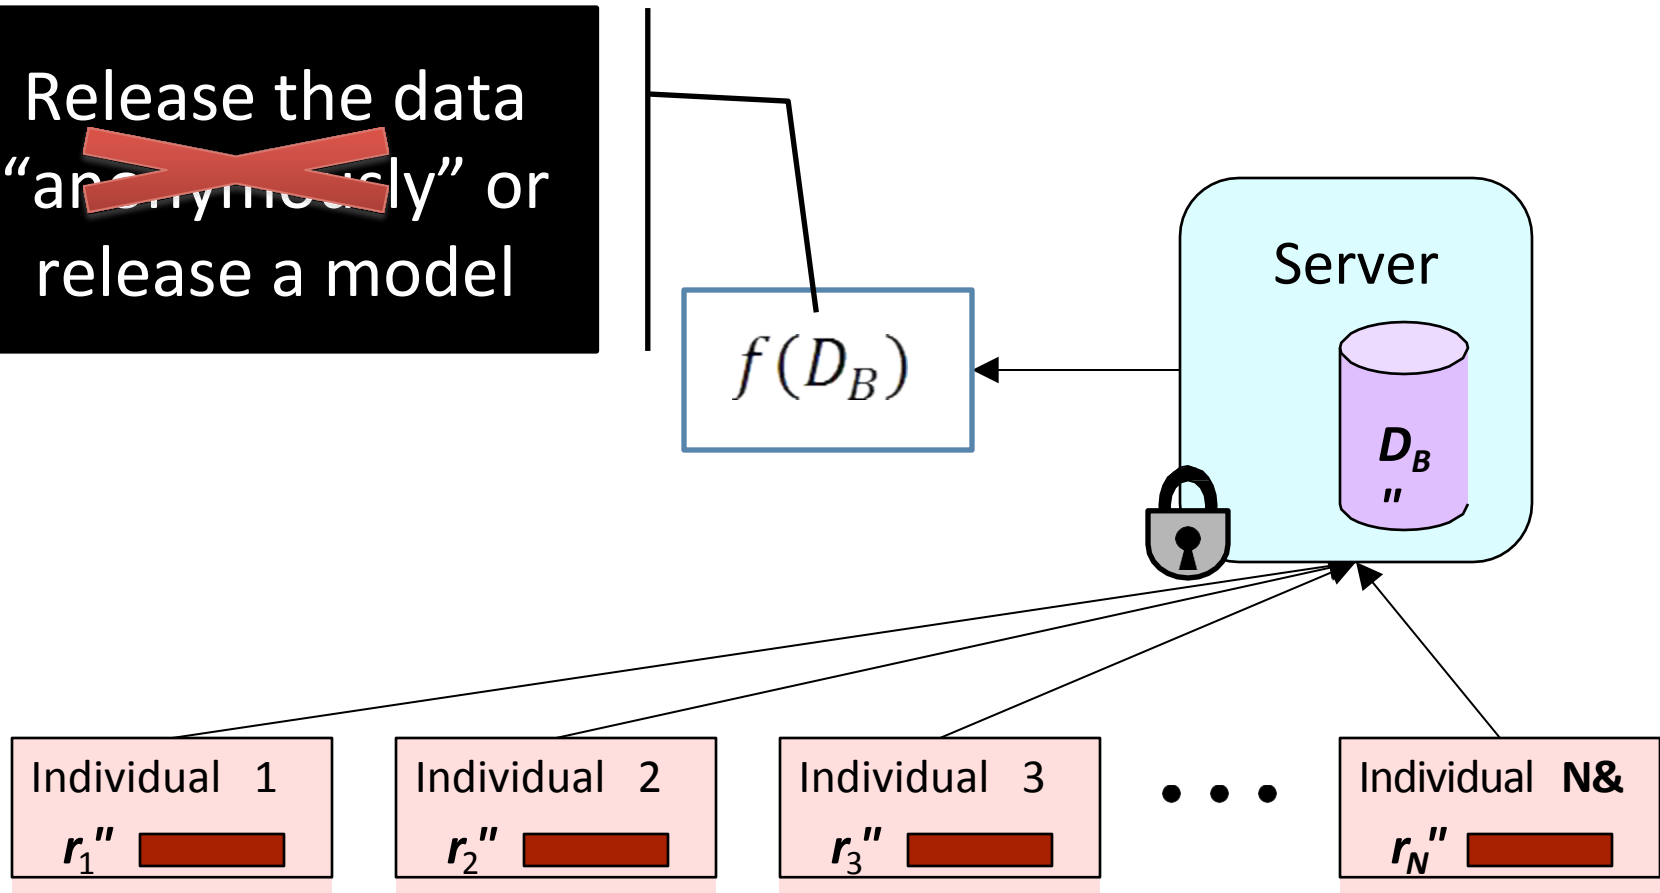 Release the data
“anonymously” or
release a model
f(D_B)
Server
D_B
"
Individual 1
r_1"
Individual 2
r_2"
Individual 3
r_3"
• • •
Individual N&
r_N"